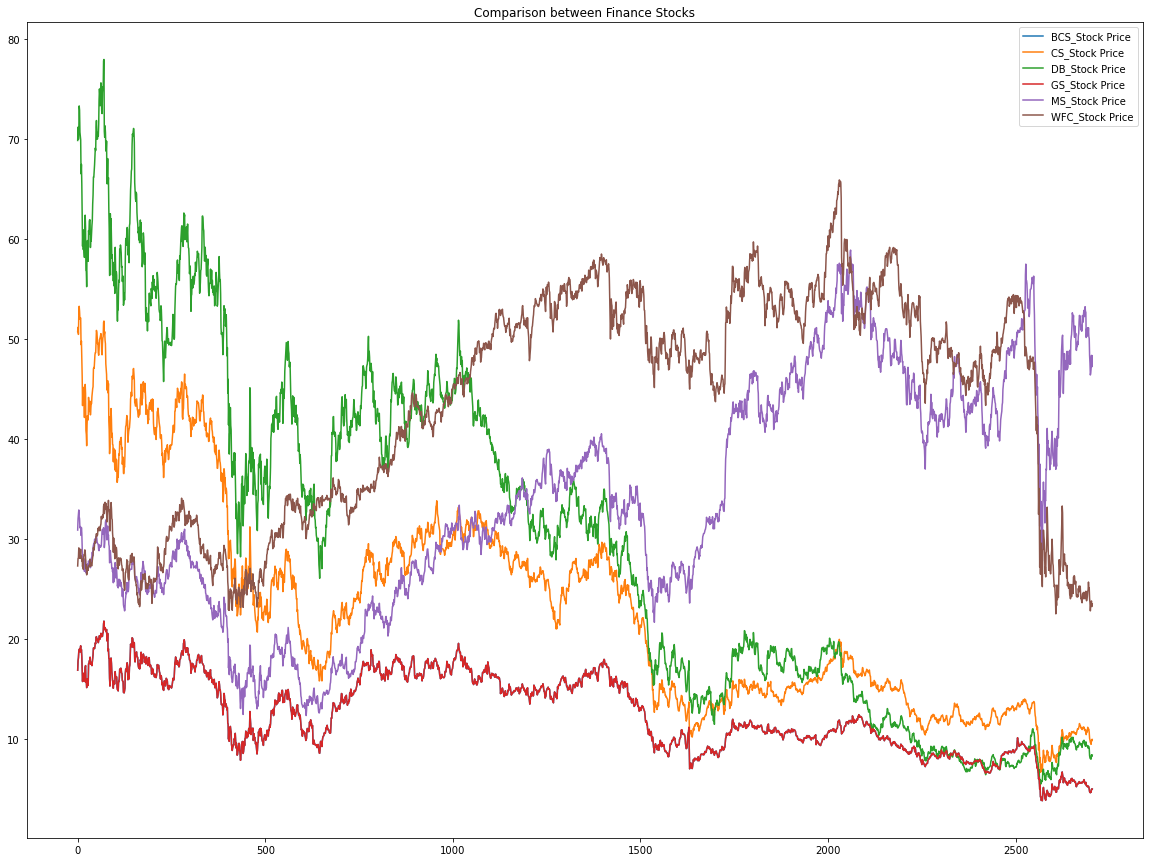 Comparison between Finance Stocks
BCS_Stock Price
CS_Stock Price
DB_Stock Price
GS_Stock Price
MS_Stock Price
WFC_Stock Price
80
70
60
50
40
30
20
10
0
500
1000
1500
2000
2500